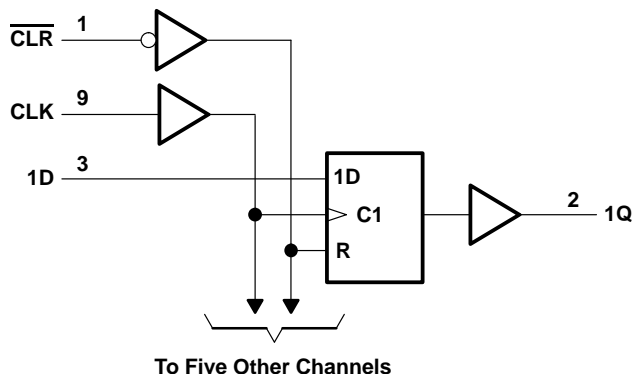 CLR 1
CLK 9
1D 3
1D
C1
R
2 1Q
To Five Other Channels